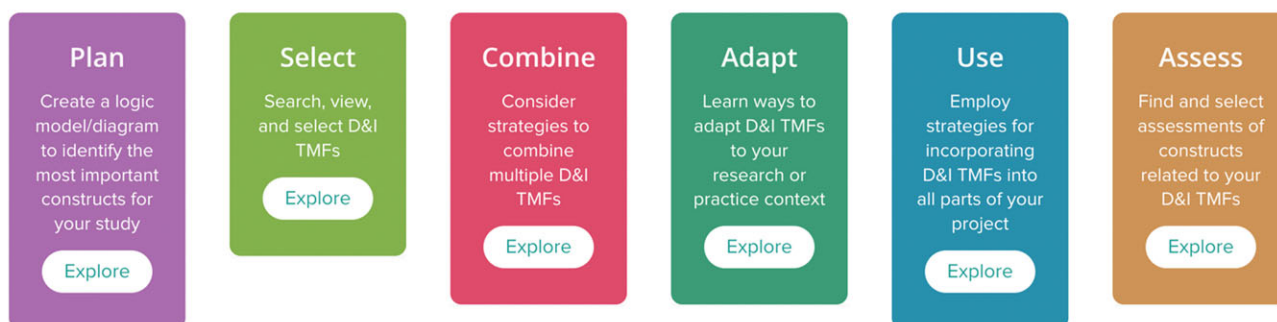 Plan
Create a logic
model/diagram
to identify the
most important
constructs for
your study
Explore
Select
Search, view,
and select D&I
TMFs
Explore
Combine
Consider
strategies to
combine
multiple D&I
TMFs
Explore
Adapt
Learn ways to
adapt D&I TMFs
to your
research or
practice context
Explore
Use
Employ
strategies for
incorporating
D&I TMFs into
all parts of your
project
Explore
Assess
Find and select
assessments of
constructs
related to your
D&I TMFs
Explore